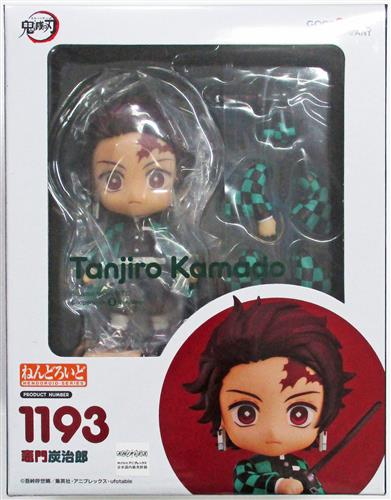 鬼滅の刃
GOOD
ANY
Tanjiro Kamado
ねんどろいど
NENDOROID SERIES
PRODUCT NUMBER
1193
竈門炭治郎
©吾峠呼世晴／集英社・アニプレックス・ufotable